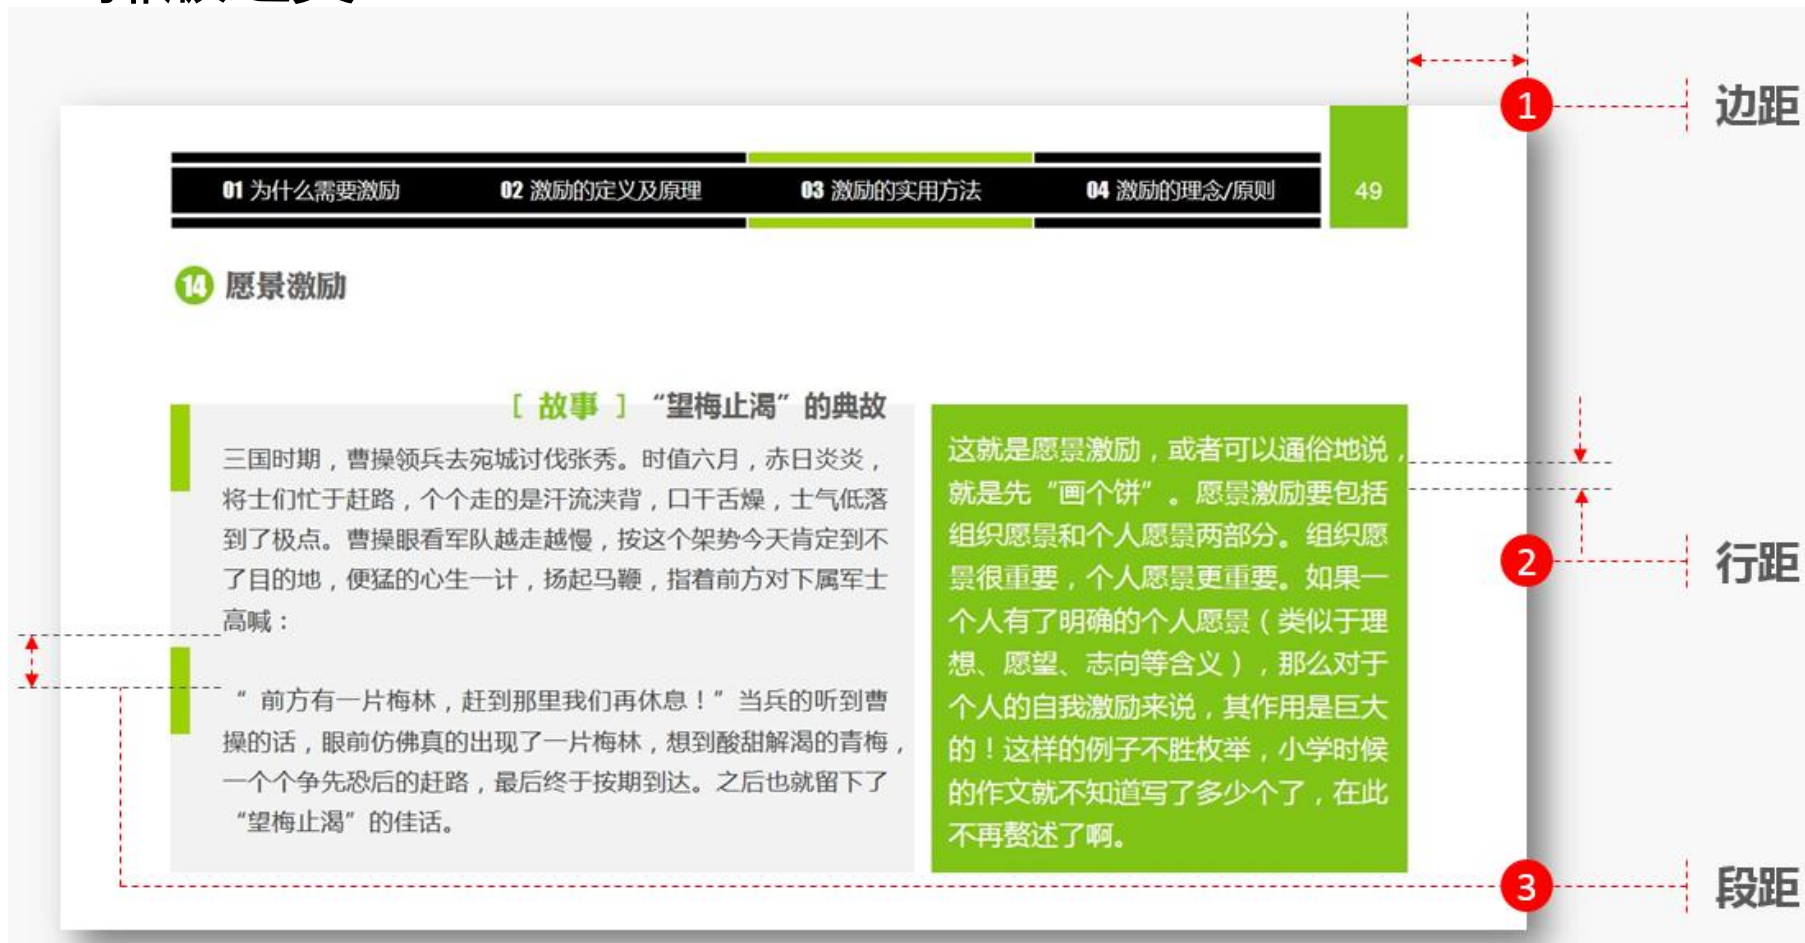 1
边距
01 为什么需要激励 02 激励的定义及原理 03 激励的实用方法 04 激励的理念/原则 49
14 愿景激励
[ 故事 ] “望梅止渴”的典故
三国时期，曹操领兵去宛城讨伐张秀。时值六月，赤日炎炎，
将士们忙于赶路，个个走的是汗流浃背，口干舌燥，士气低落
到了极点。曹操眼看军队越走越慢，按这个架势今天肯定到不
了目的地，便猛的心生一计，扬起马鞭，指着前方对下属军士
高喊：
“ 前方有一片梅林，赶到那里我们再休息！”当兵的听到曹
操的话，眼前仿佛真的出现了一片梅林，想到酸甜解渴的青梅，
一个个争先恐后的赶路，最后终于按期到达。之后也就留下了
“望梅止渴”的佳话。
这就是愿景激励，或者可以通俗地说，
就是先“画个饼”。愿景激励要包括
组织愿景和个人愿景两部分。组织愿
景很重要，个人愿景更重要。如果一
个人有了明确的个人愿景（类似于理
想、愿望、志向等含义），那么对于
个人的自我激励来说，其作用是巨大
的！这样的例子不胜枚举，小学时候
的作文就不知道写了多少个了，在此
不再赘述了啊。
2
行距
3
段距